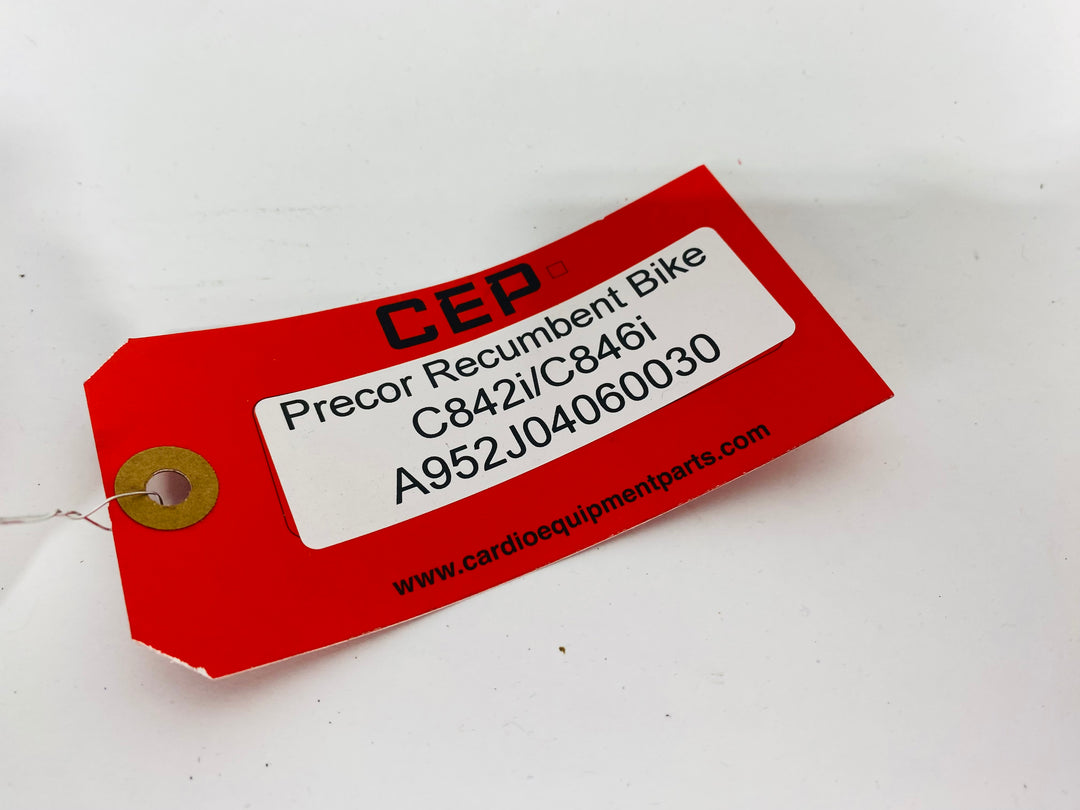 CEP
Precor Recumbent Bike
C842i/C846i
A952J04060030
www.cardioequipmentparts.com